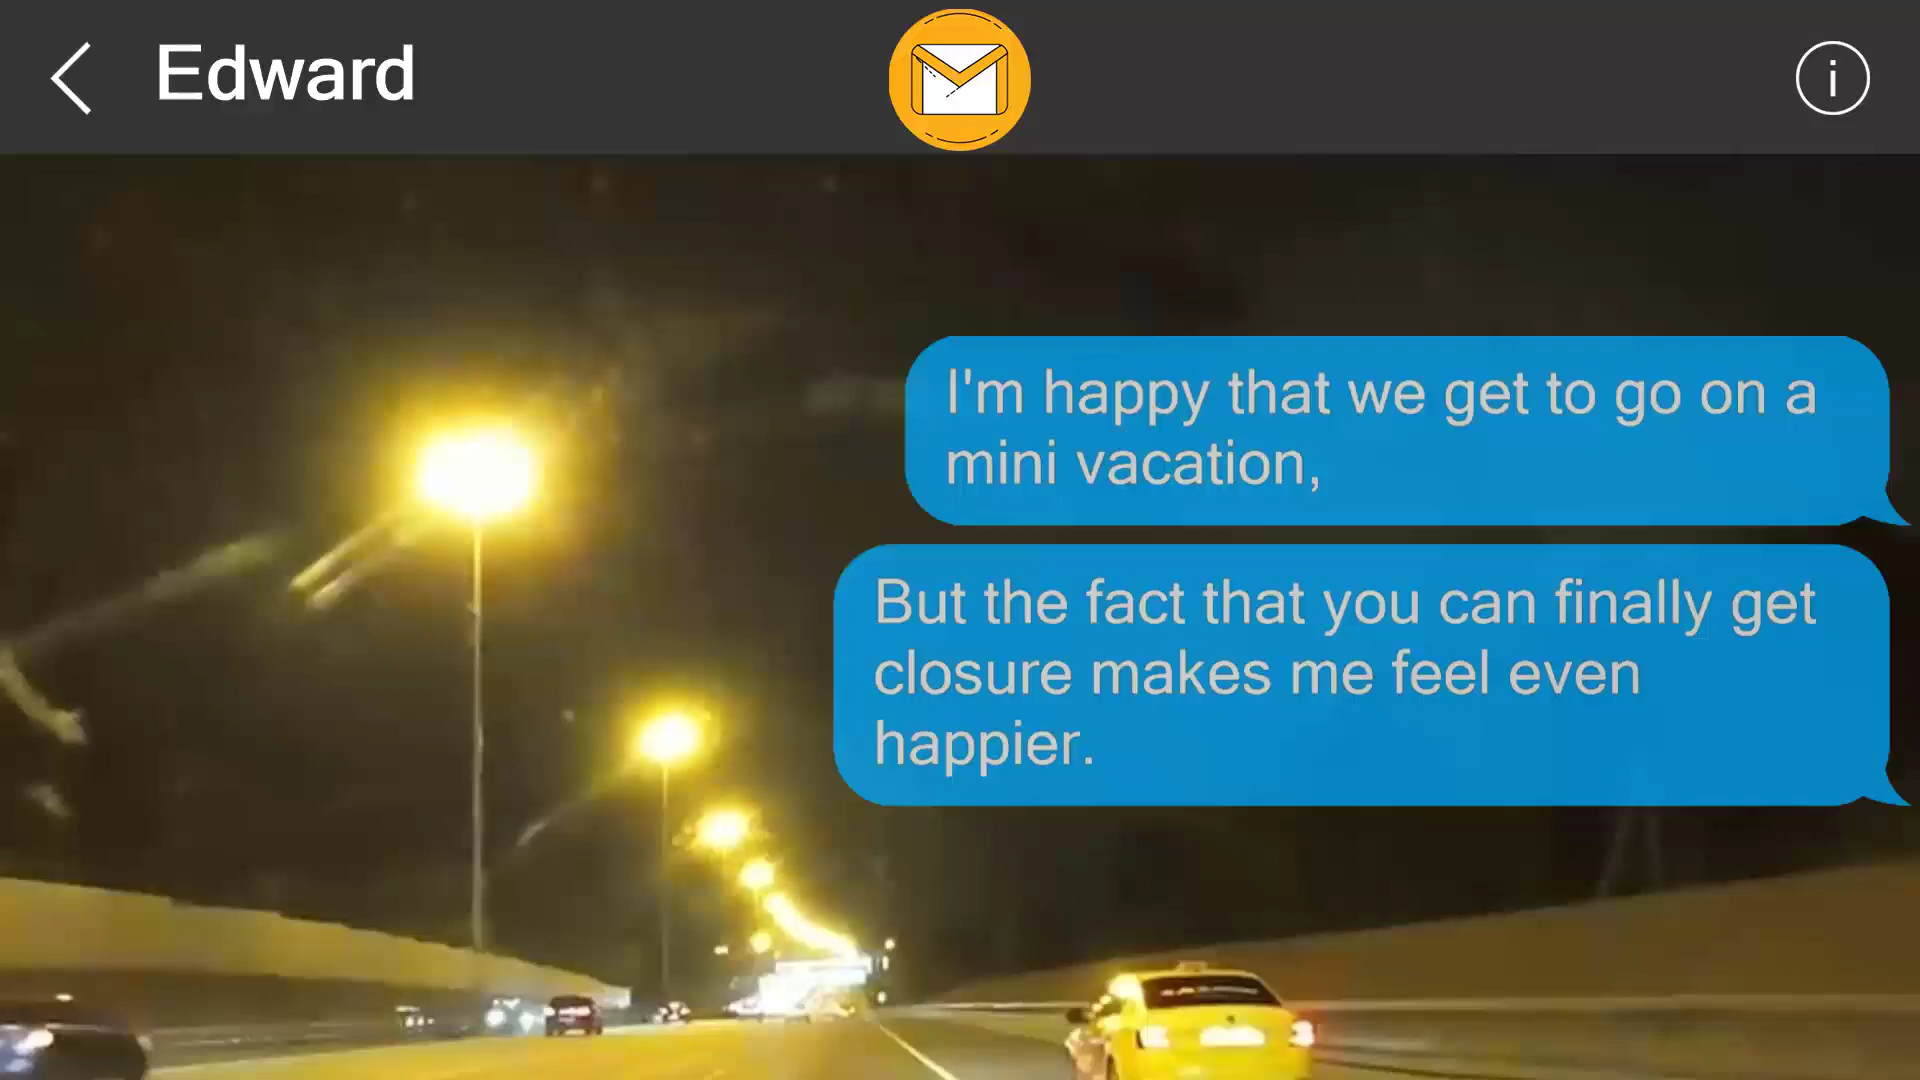 Edward
I'm happy that we get to go on a
mini vacation,
But the fact that you can finally get
closure makes me feel even
happier.